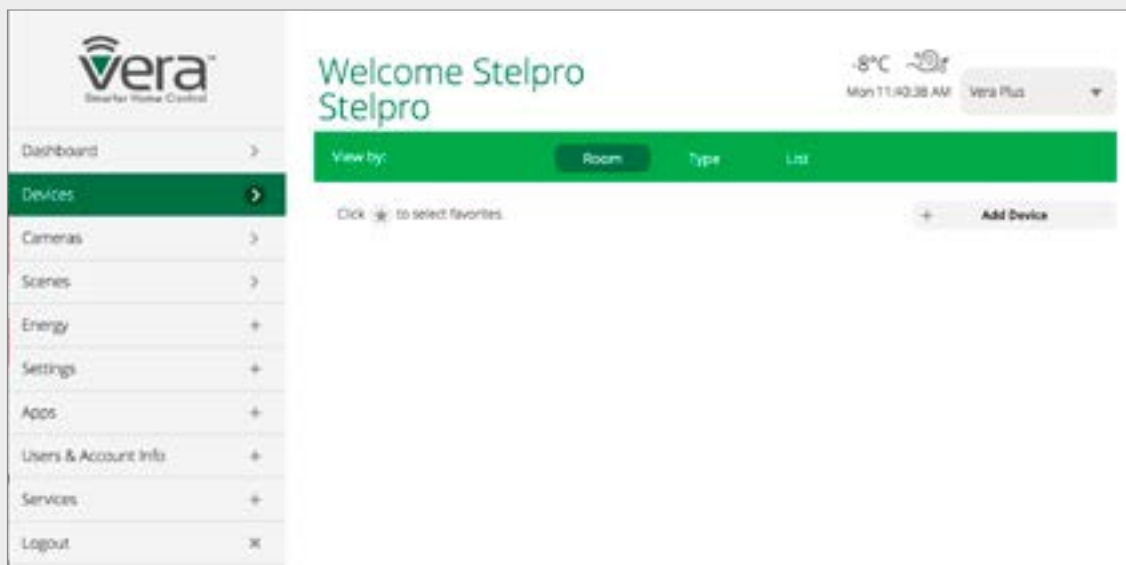 Vera™
Smarter Home Control
Dashboard
Devices
Cameras
Scenes
Energy
Settings
Apps
Users & Account Info
Services
Logout
Welcome Stelpro
Stelpro
-8°C
Mon 11:40:38 AM
Vera Plus
View by: Room Type List
Click ★ to select favorites.
+ Add Device